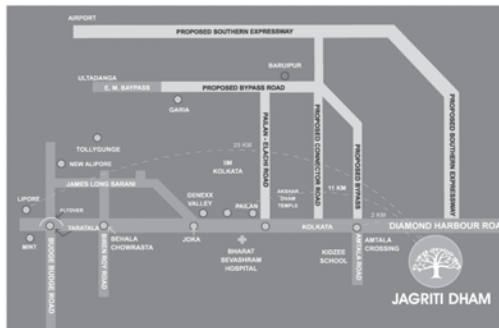 AIRPORT
PROPOSED SOUTHERN EXPRESSWAY
BARUIPUR
ULTADANGA
E. M. BAYPASS
PROPOSED BYPASS ROAD
GARIA
TOLLYGUNGE
20 KM
NEW ALIPORE
IIM
KOLKATA
JAMES LONG SARANI
PAILAN - ELACHI ROAD
PROPOSED CONNECTOR ROAD
PROPOSED BYPASS
PROPOSED SOUTHERN EXPRESSWAY
LIPORE
GENEXX
VALLEY
PAILAN
AKSHAR
DHAM
TEMPLE
11 KM
2 KM
FLYOVER
TARATALA
KOLKATA
DIAMOND HARBOUR ROA
MINT
BEHALA
CHOWRASTA
JOKA
BHARAT
SEVASHRAM
HOSPITAL
KIDZEE
SCHOOL
AMTALA
CROSSING
BUDGE BUDGE ROAD
BIREN ROY ROAD
AMTALA ROAD
JAGRITI DHAM